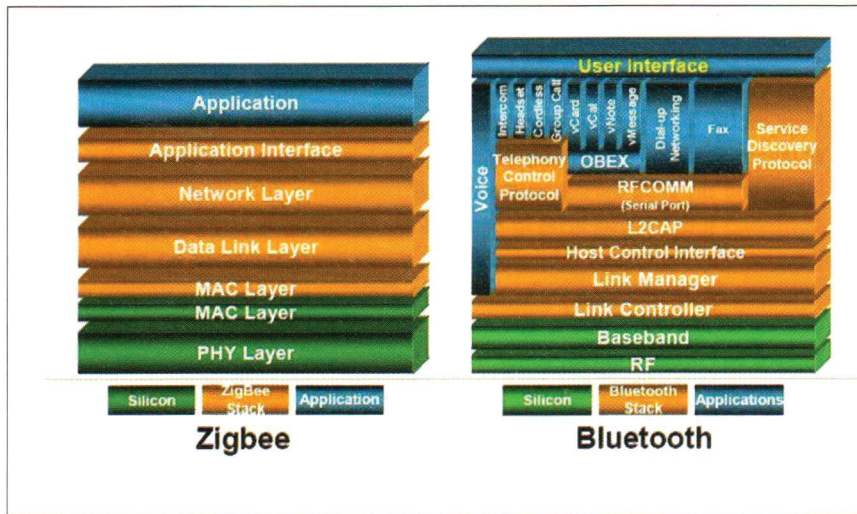 Application
Application Interface
Network Layer
Data Link Layer
MAC Layer
MAC Layer
PHY Layer
Silicon
ZigBee
Stack
Application
Zigbee
User Interface
Voice
Intercom
Headset
Cordless
Group Call
vCard
vCal
vNote
vMessage
Dial-up
Networking
Fax
Service
Discovery
Protocol
Telephony
Control
Protocol
OBEX
RFCOMM
(Serial Port)
L2CAP
Host Control Interface
Link Manager
Link Controller
Baseband
RF
Silicon
Bluetooth
Stack
Applications
Bluetooth